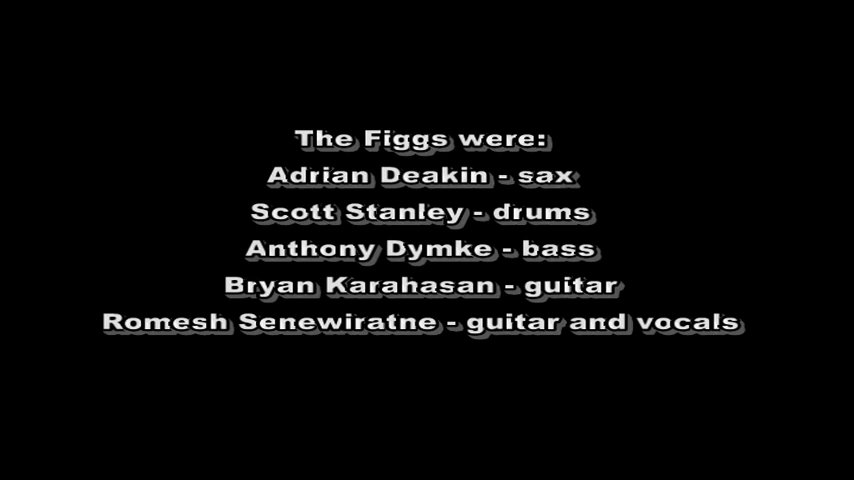 The Figgs were:
Adrian Deakin - sax
Scott Stanley - drums
Anthony Dymke - bass
Bryan Karahasan - guitar
Romesh Senewiratne - guitar and vocals